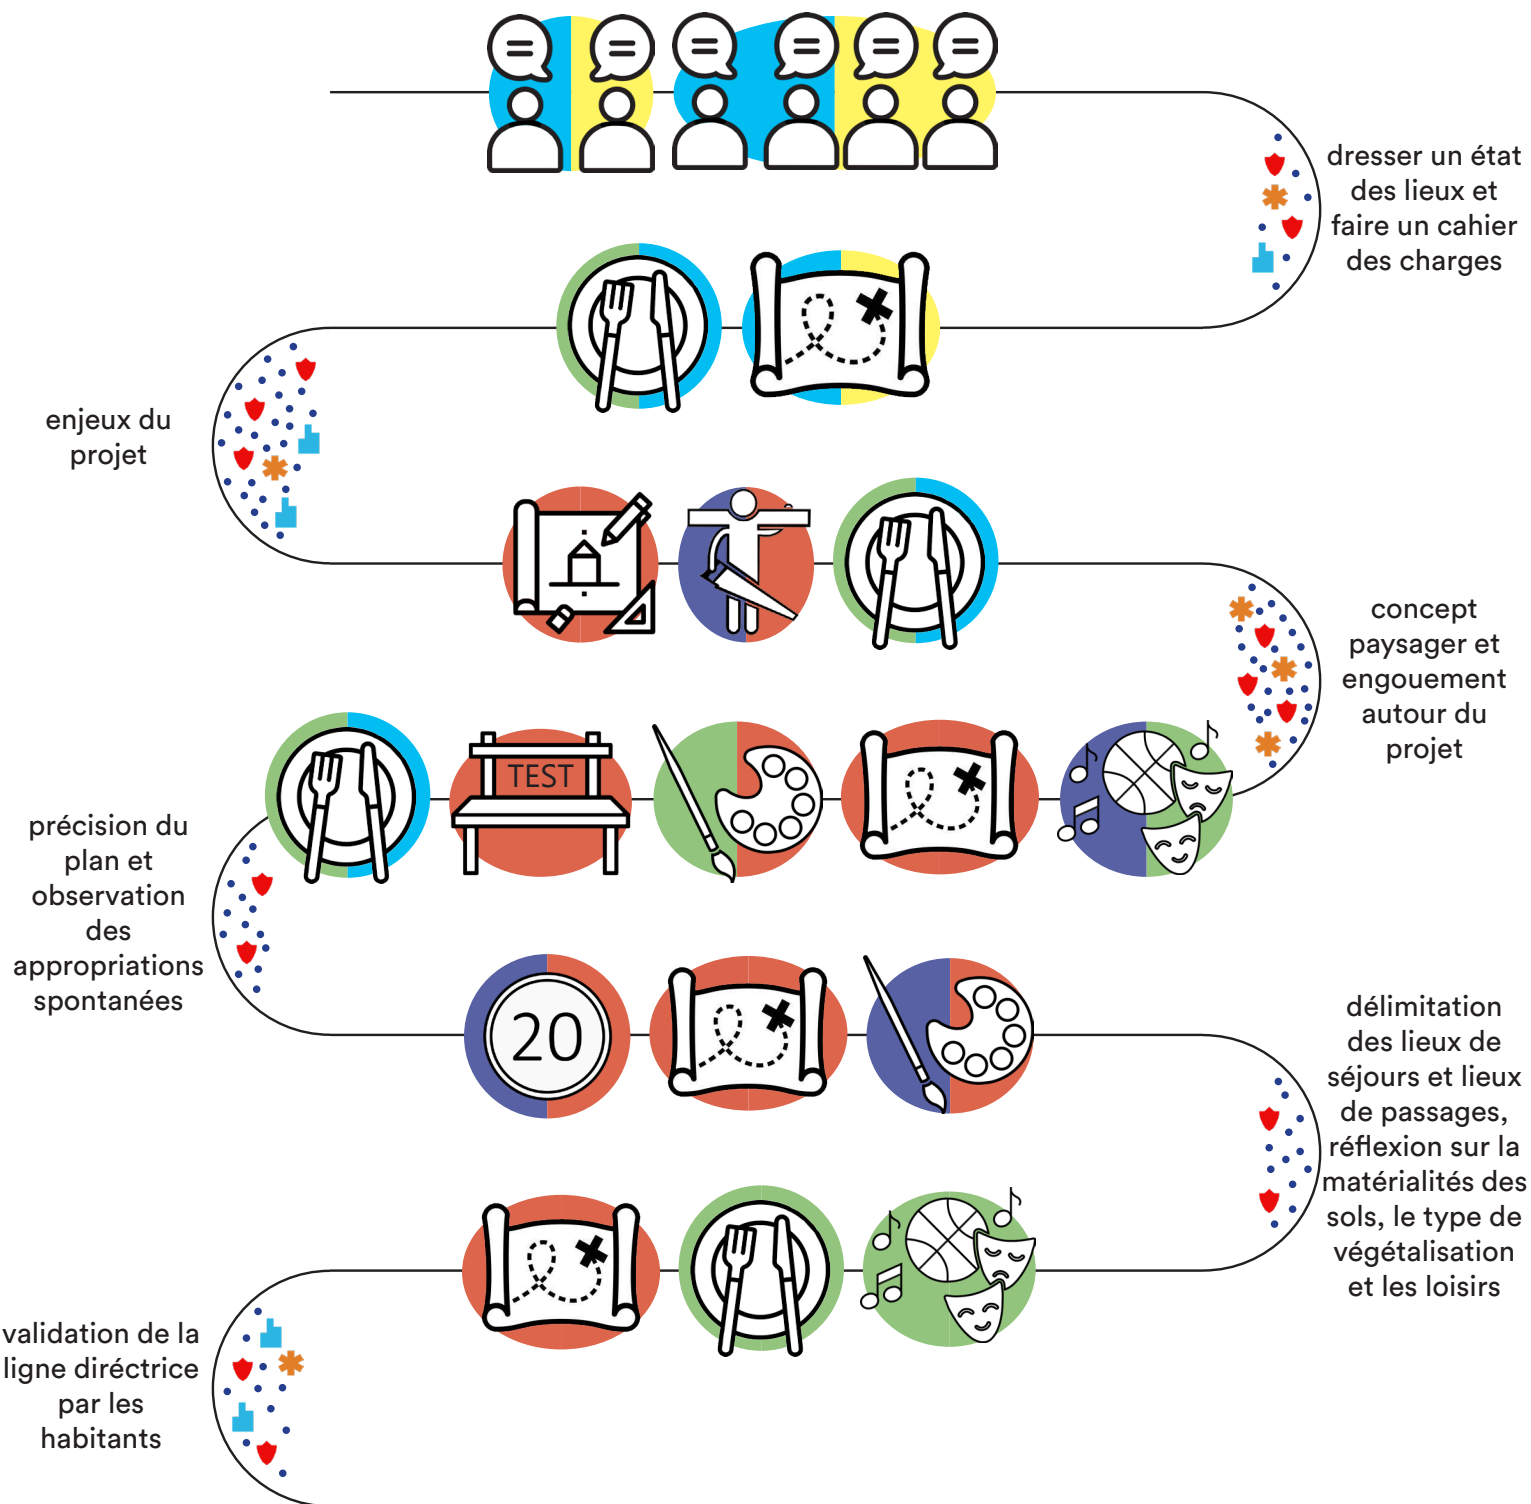 dresser un état
des lieux et
faire un cahier
des charges
enjeux du
projet
concept
paysager et
engouement
autour du
projet
TEST
précision du
plan et
observation
des
appropriations
spontanées
20
délimitation
des lieux de
séjours et lieux
de passages,
réflexion sur la
matérialités des
sols, le type de
végétalisation
et les loisirs
validation de la
ligne diréctrice
par les
habitants